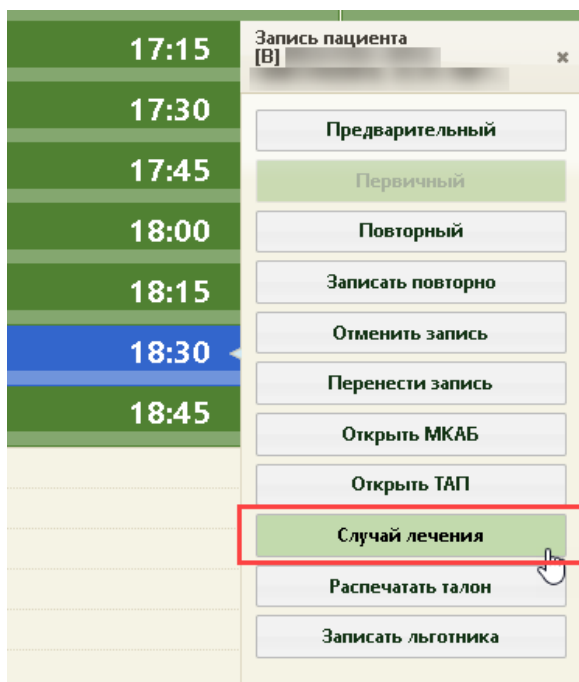 17:15
17:30
17:45
18:00
18:15
18:30
18:45
Запись пациента
[В]
Предварительный
Первичный
Повторный
Записать повторно
Отменить запись
Перенести запись
Открыть МКАБ
Открыть ТАП
Случай лечения
Распечатать талон
Записать льготника